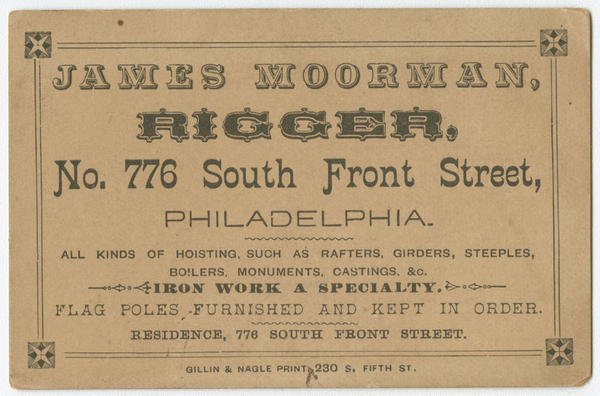 JAMES MOORMAN,
RIGGER,
No. 776 South Front Street,
PHILADELPHIA.
ALL KINDS OF HOISTING, SUCH AS RAFTERS, GIRDERS, STEEPLES,
BOILERS, MONUMENTS, CASTINGS, &c.
IRON WORK A SPECIALTY.
FLAG POLES FURNISHED AND KEPT IN ORDER.
RESIDENCE, 776 SOUTH FRONT STREET.
GILLIN & NAGLE PRINT, 230 S. FIFTH ST.